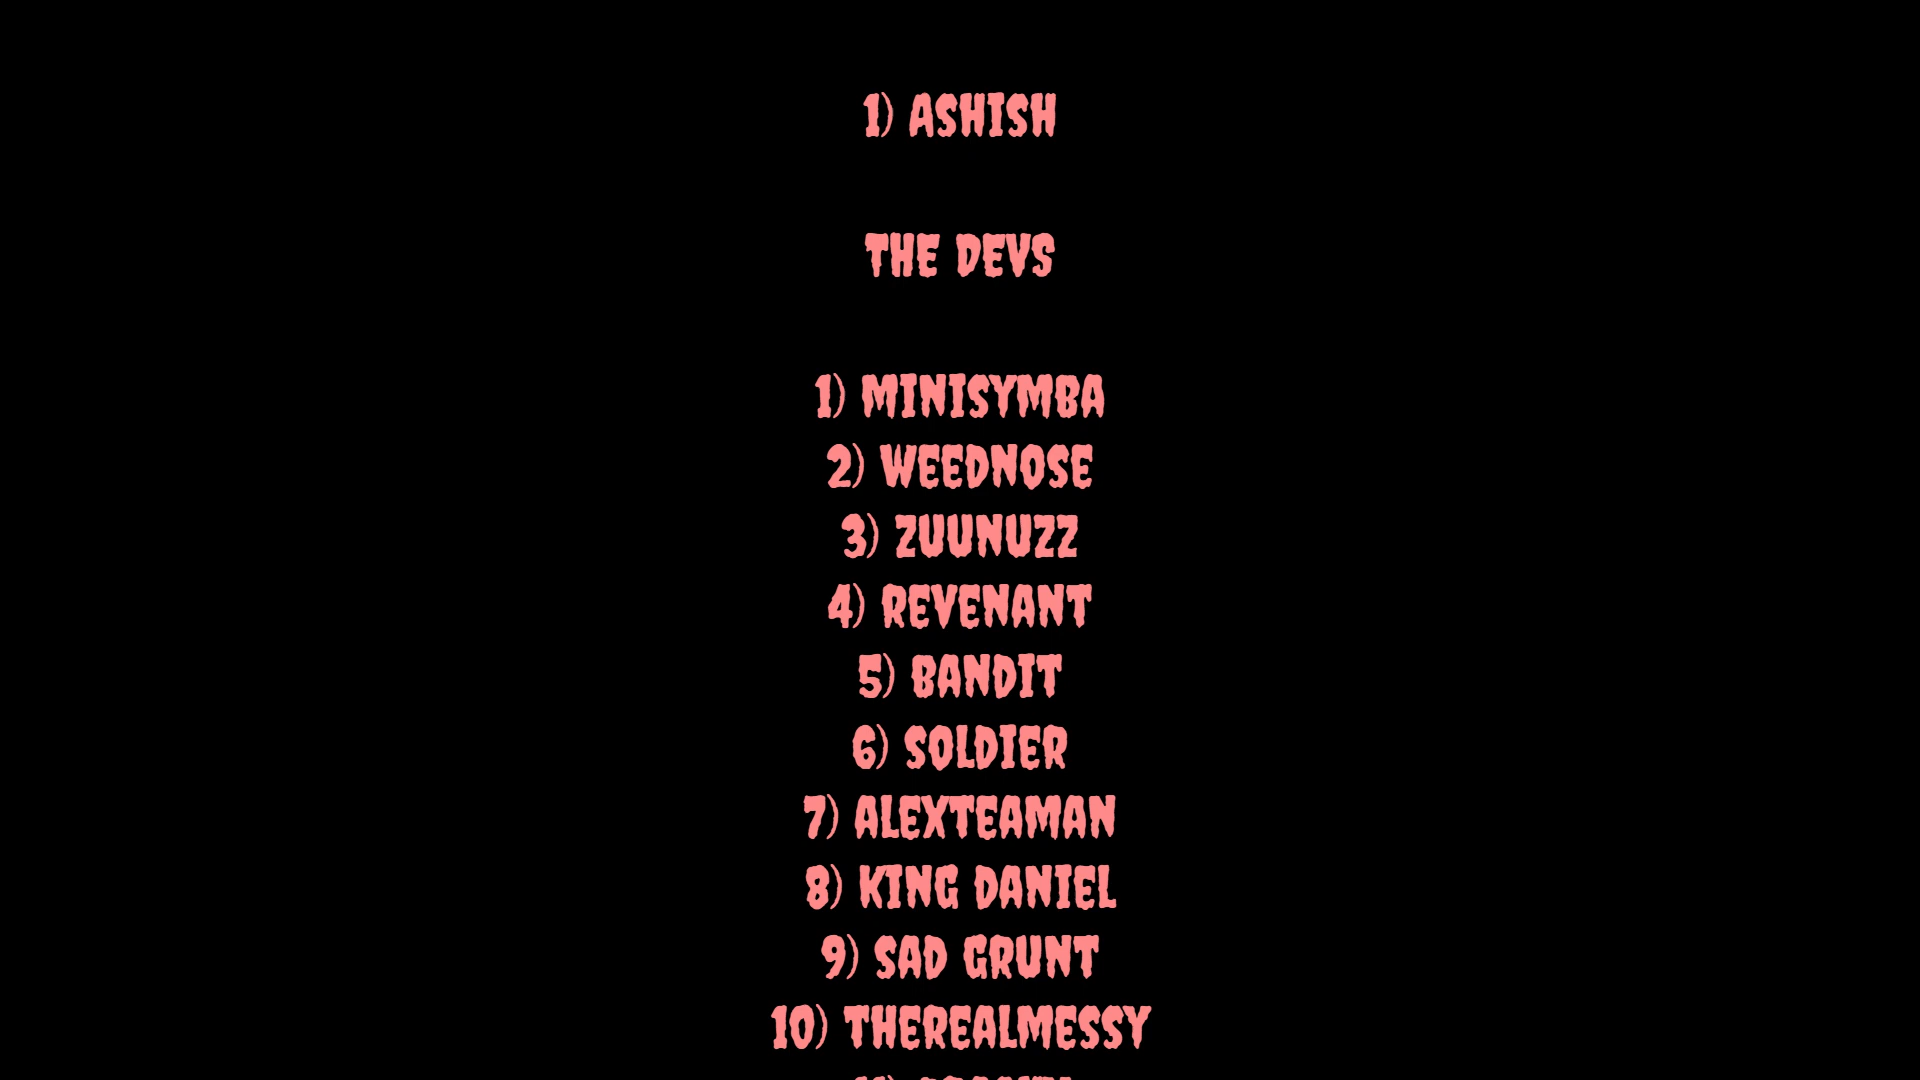 1) ASHISH
THE DEVS
1) MINISYMBA
2) WEEDNOSE
3) ZUUNUZZ
4) REVENANT
5) BANDIT
6) SOLDIER
7) ALEXTEAMAN
8) KING DANIEL
9) SAD GRUNT
10) THEREALMESSY